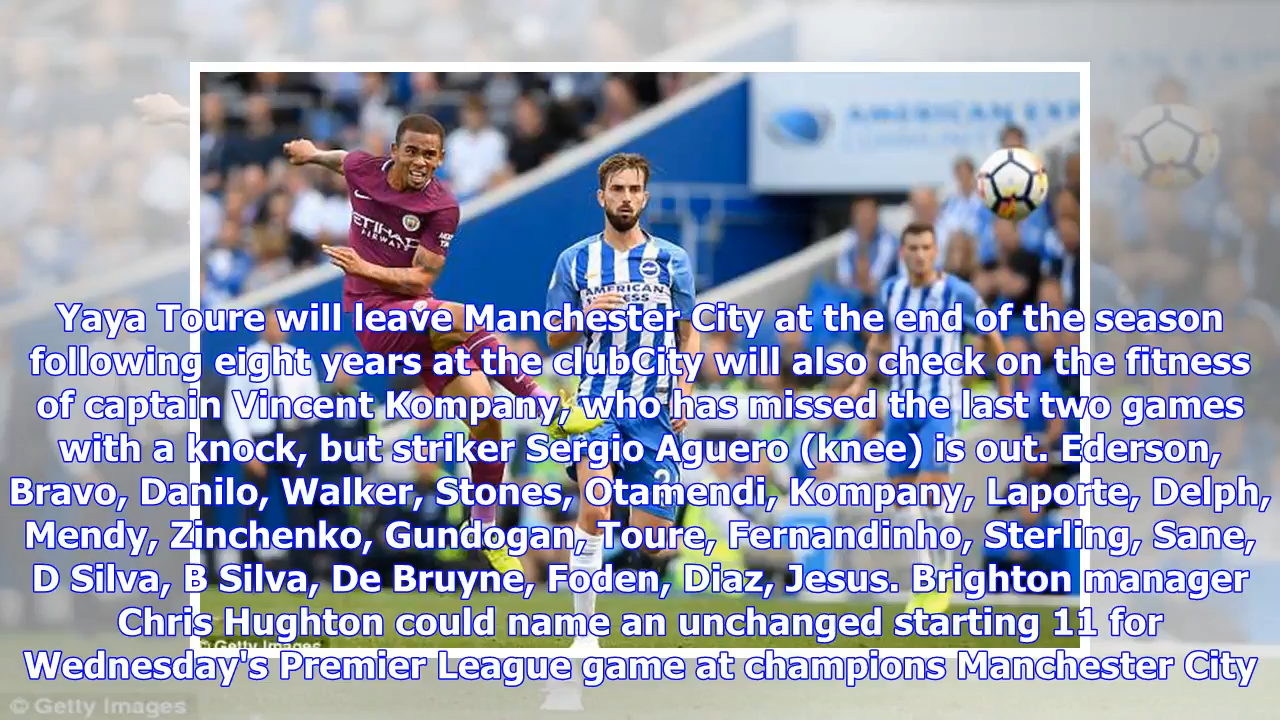 AMERICAN EXP
ETIHAD
AIRWAYS
AMERICAN
Yaya Toure will leave Manchester City at the end of the season
following eight years at the clubCity will also check on the fitness
of captain Vincent Kompany, who has missed the last two games
with a knock, but striker Sergio Aguero (knee) is out. Ederson,
Bravo, Danilo, Walker, Stones, Otamendi, Kompany, Laporte, Delph,
Mendy, Zinchenko, Gundogan, Toure, Fernandinho, Sterling, Sane,
D Silva, B Silva, De Bruyne, Foden, Diaz, Jesus. Brighton manager
Chris Hughton could name an unchanged starting 11 for
Wednesday's Premier League game at champions Manchester City
© Getty Images